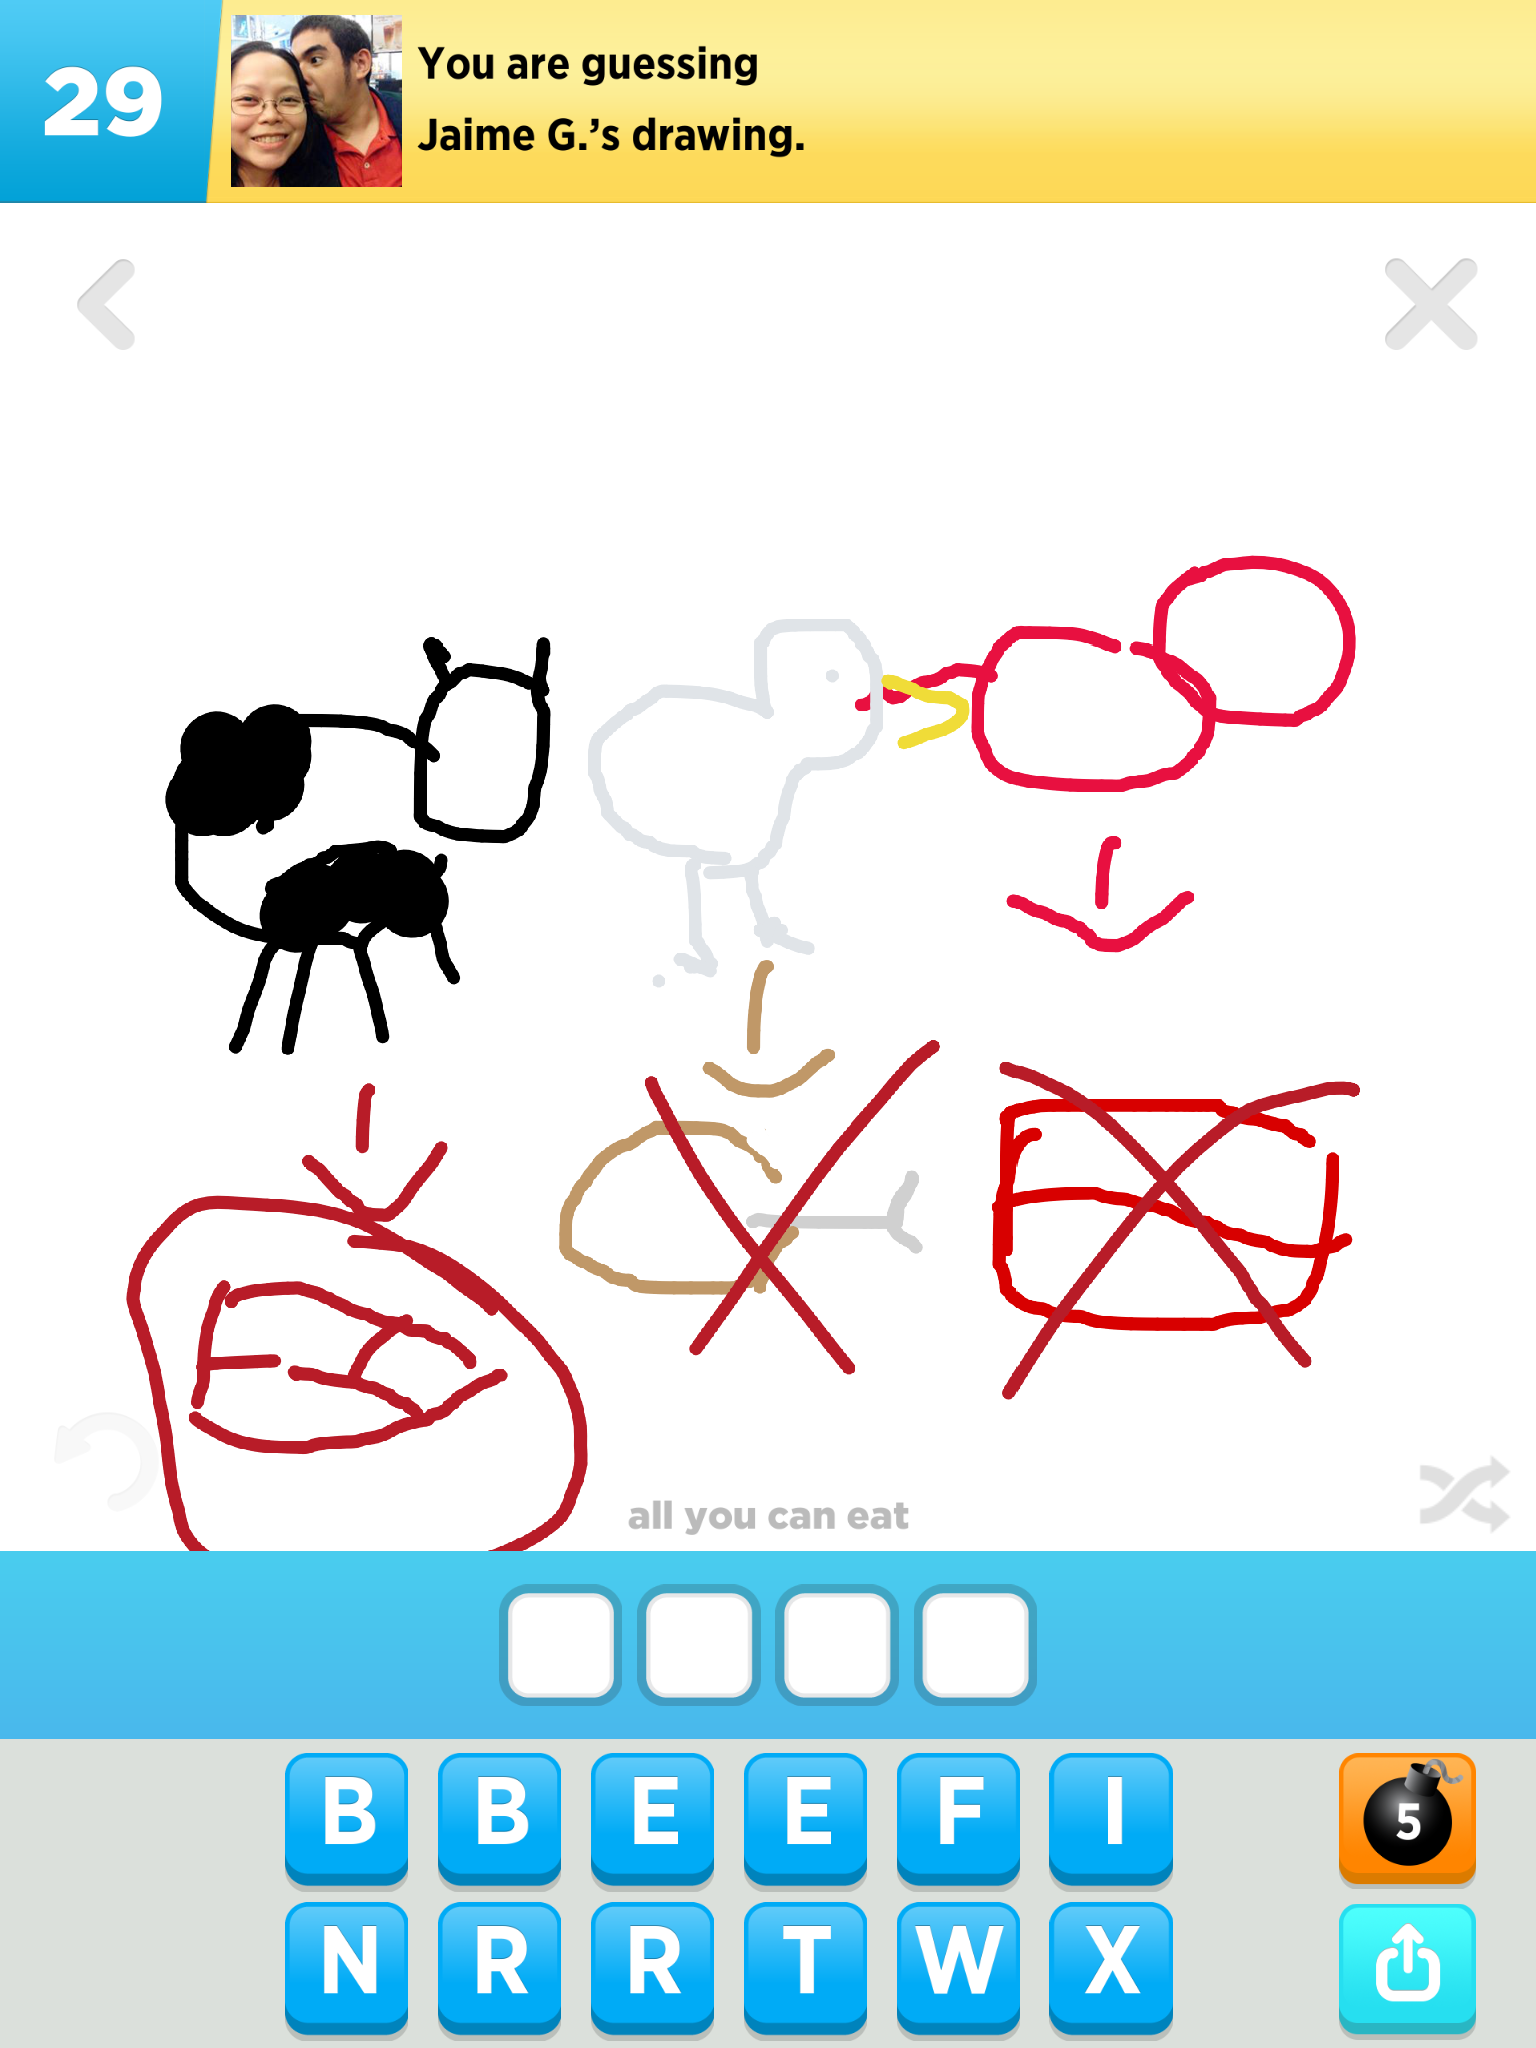 29
You are guessing
Jaime G.’s drawing.
all you can eat
B B E E F I
5
N R R T W X